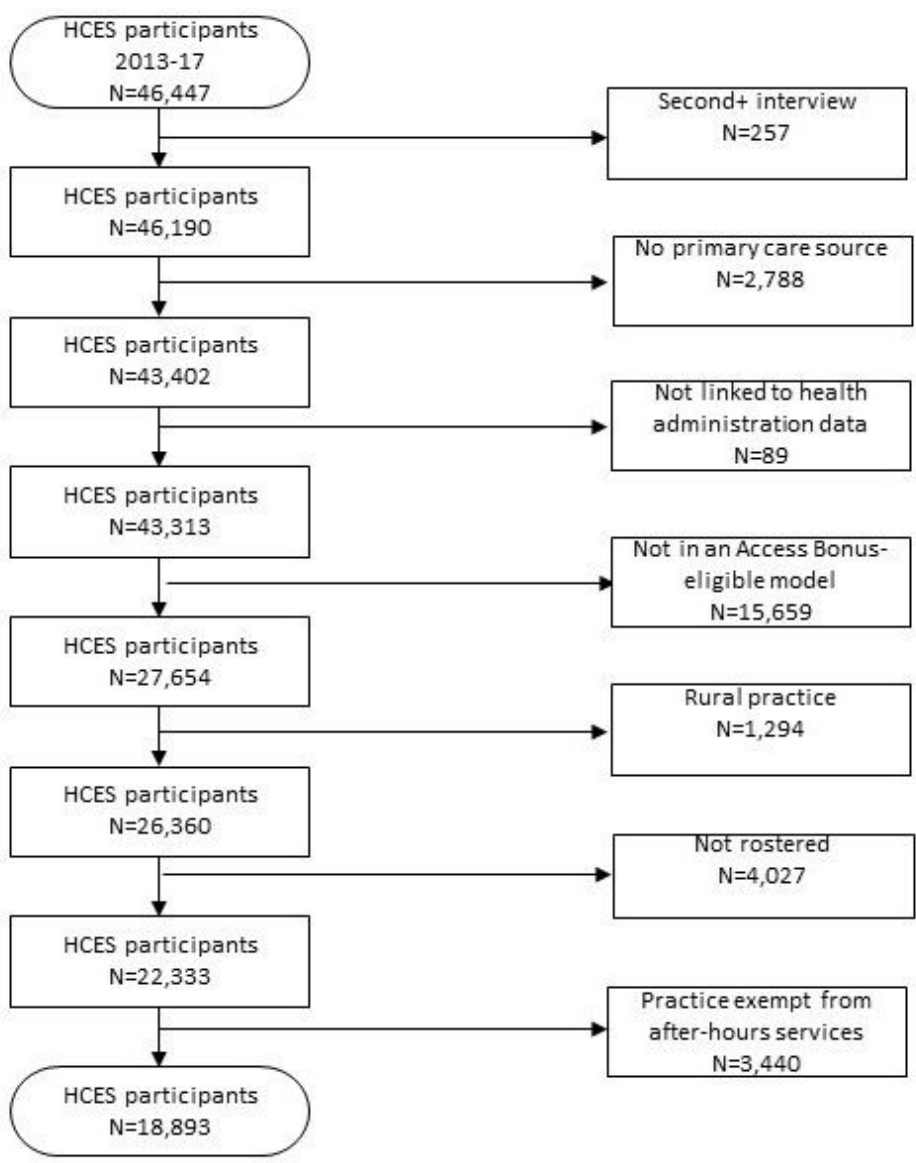 HCES participants
2013-17
N=46,447
Second+ interview
N=257
HCES participants
N=46,190
No primary care source
N=2,788
HCES participants
N=43,402
Not linked to health
administration data
N=89
HCES participants
N=43,313
Not in an Access Bonus-
eligible model
N=15,659
HCES participants
N=27,654
Rural practice
N=1,294
HCES participants
N=26,360
Not rostered
N=4,027
HCES participants
N=22,333
Practice exempt from
after-hours services
N=3,440
HCES participants
N=18,893